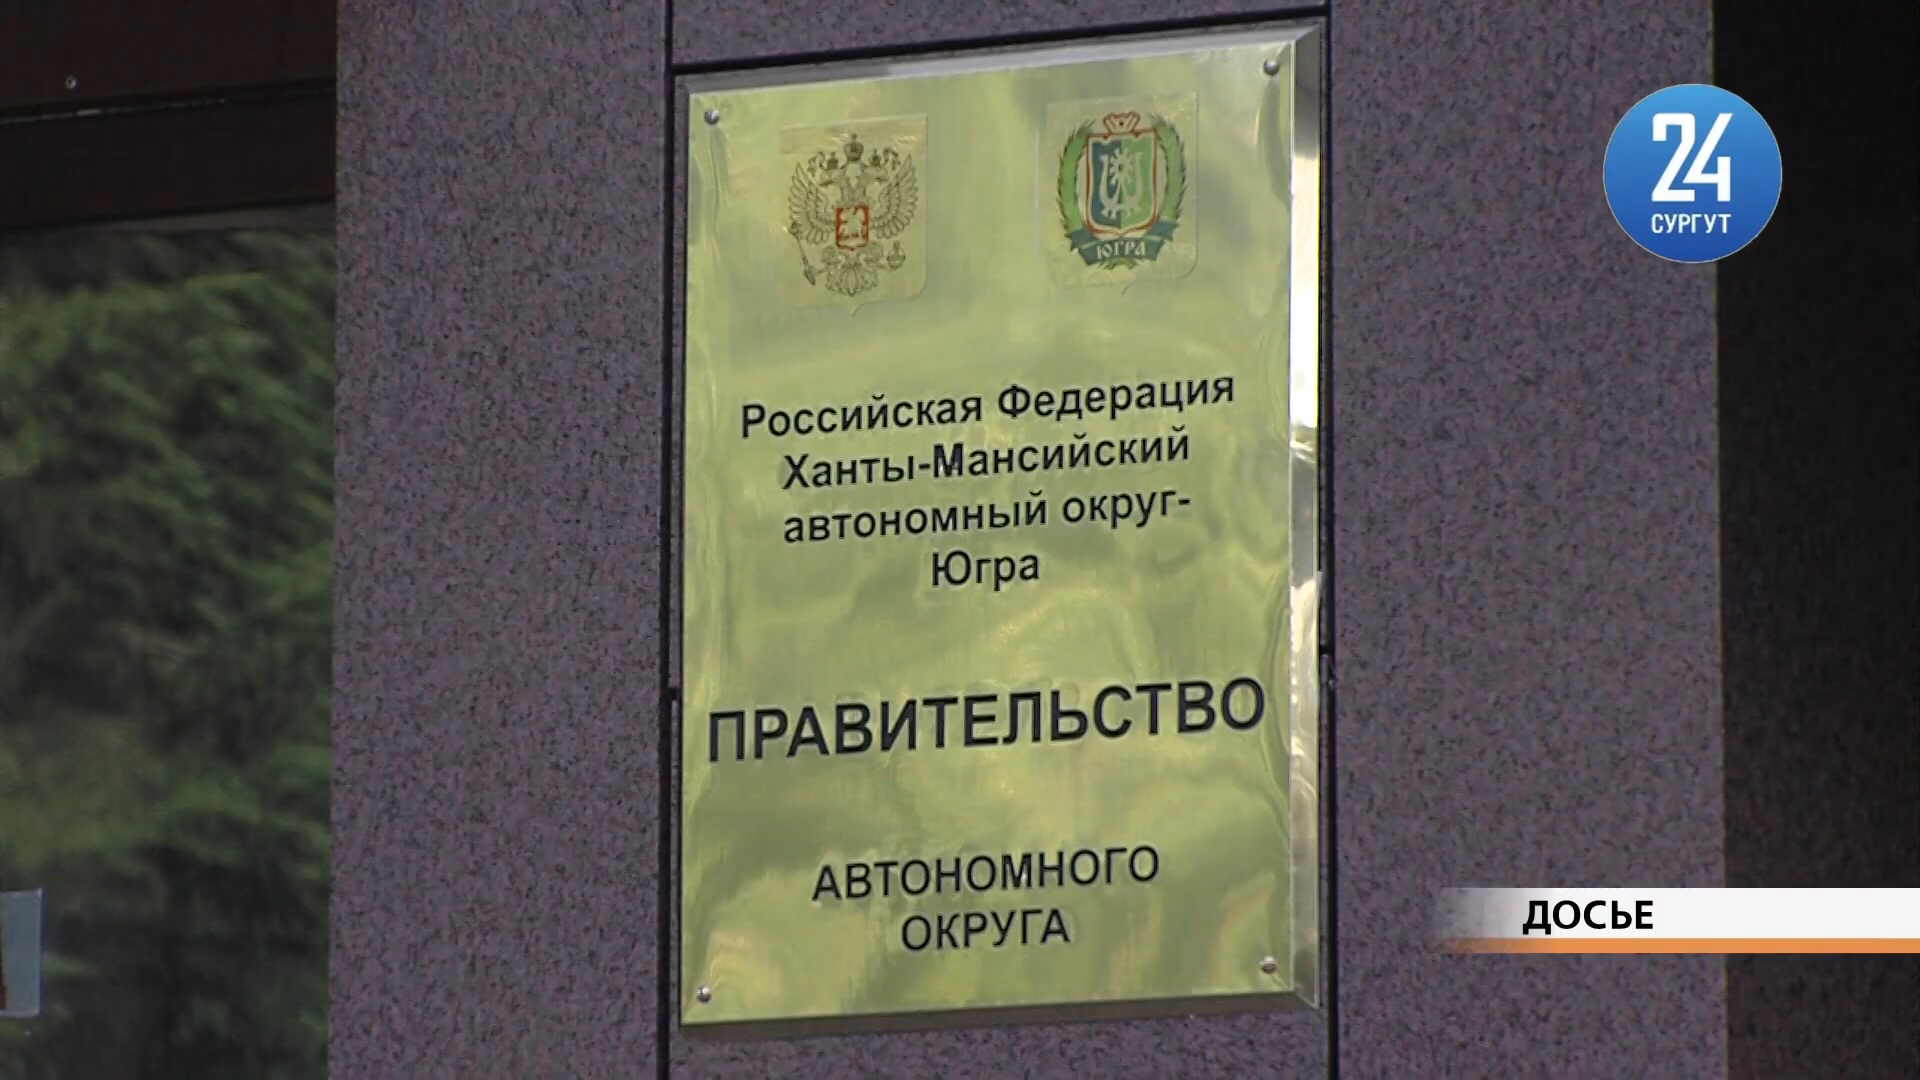 24
СУРГУТ
ЮГРА
Российская Федерация
Ханты-Мансийский
автономный округ-
Югра
ПРАВИТЕЛЬСТВО
АВТОНОМНОГО
ОКРУГА
ДОСЬЕ